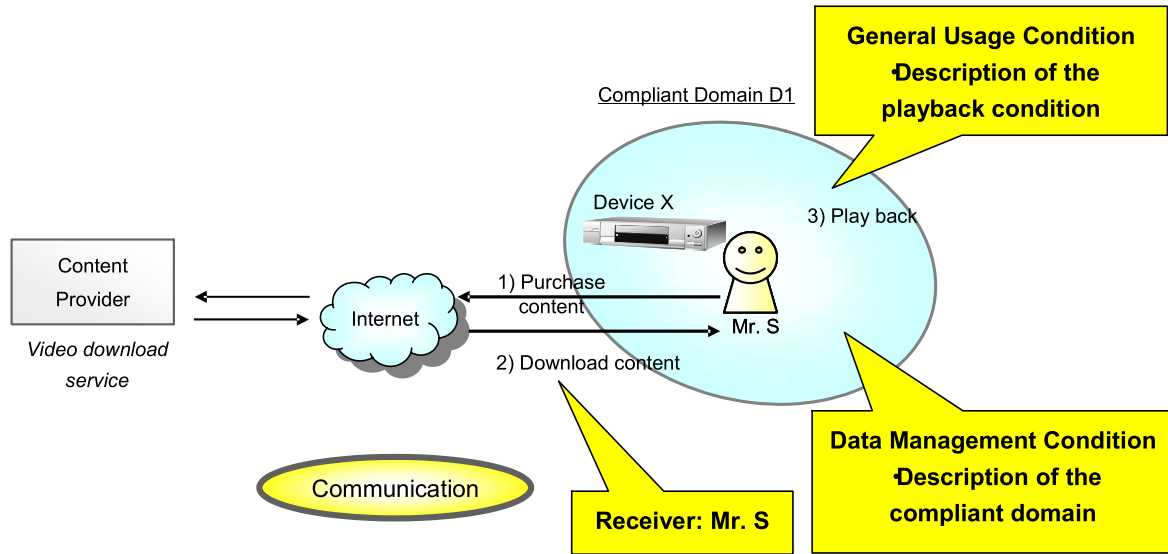 General Usage Condition
•Description of the
playback condition
Compliant Domain D1
Device X
3) Play back
Content
Provider
1) Purchase
content
Internet
Mr. S
Video download
service
2) Download content
Data Management Condition
•Description of the
compliant domain
Communication
Receiver: Mr. S